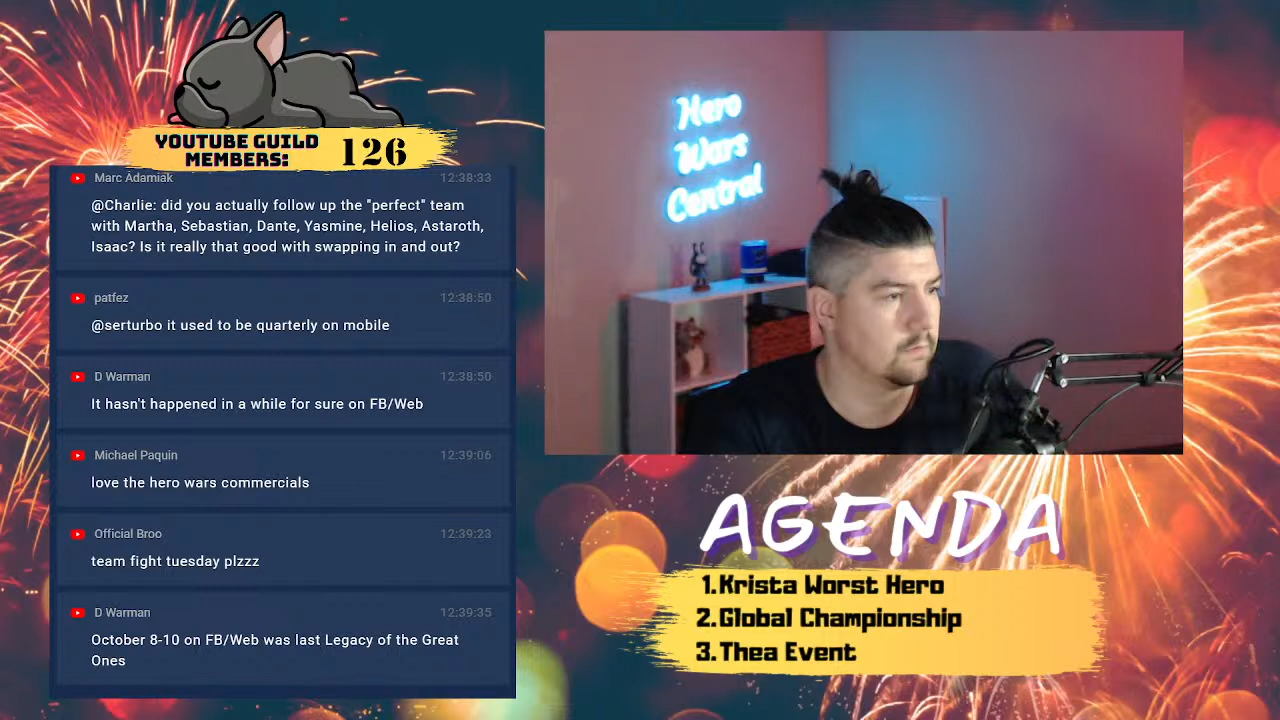 YOUTUBE GUILD
MEMBERS:
126
Marc Adamiak
12:38:33
@Charlie: did you actually follow up the "perfect" team
with Martha, Sebastian, Dante, Yasmine, Helios, Astaroth,
Isaac? Is it really that good with swapping in and out?
patfez
12:38:50
@serturbo it used to be quarterly on mobile
D Warman
12:38:50
It hasn't happened in a while for sure on FB/Web
Michael Paquin
12:39:06
love the hero wars commercials
Official Broo
12:39:23
team fight tuesday plzzz
D Warman
12:39:35
October 8-10 on FB/Web was last Legacy of the Great
Ones
Hero
Wars
Central
AGENDA
1.Krista Worst Hero
2.Global Championship
3.Thea Event